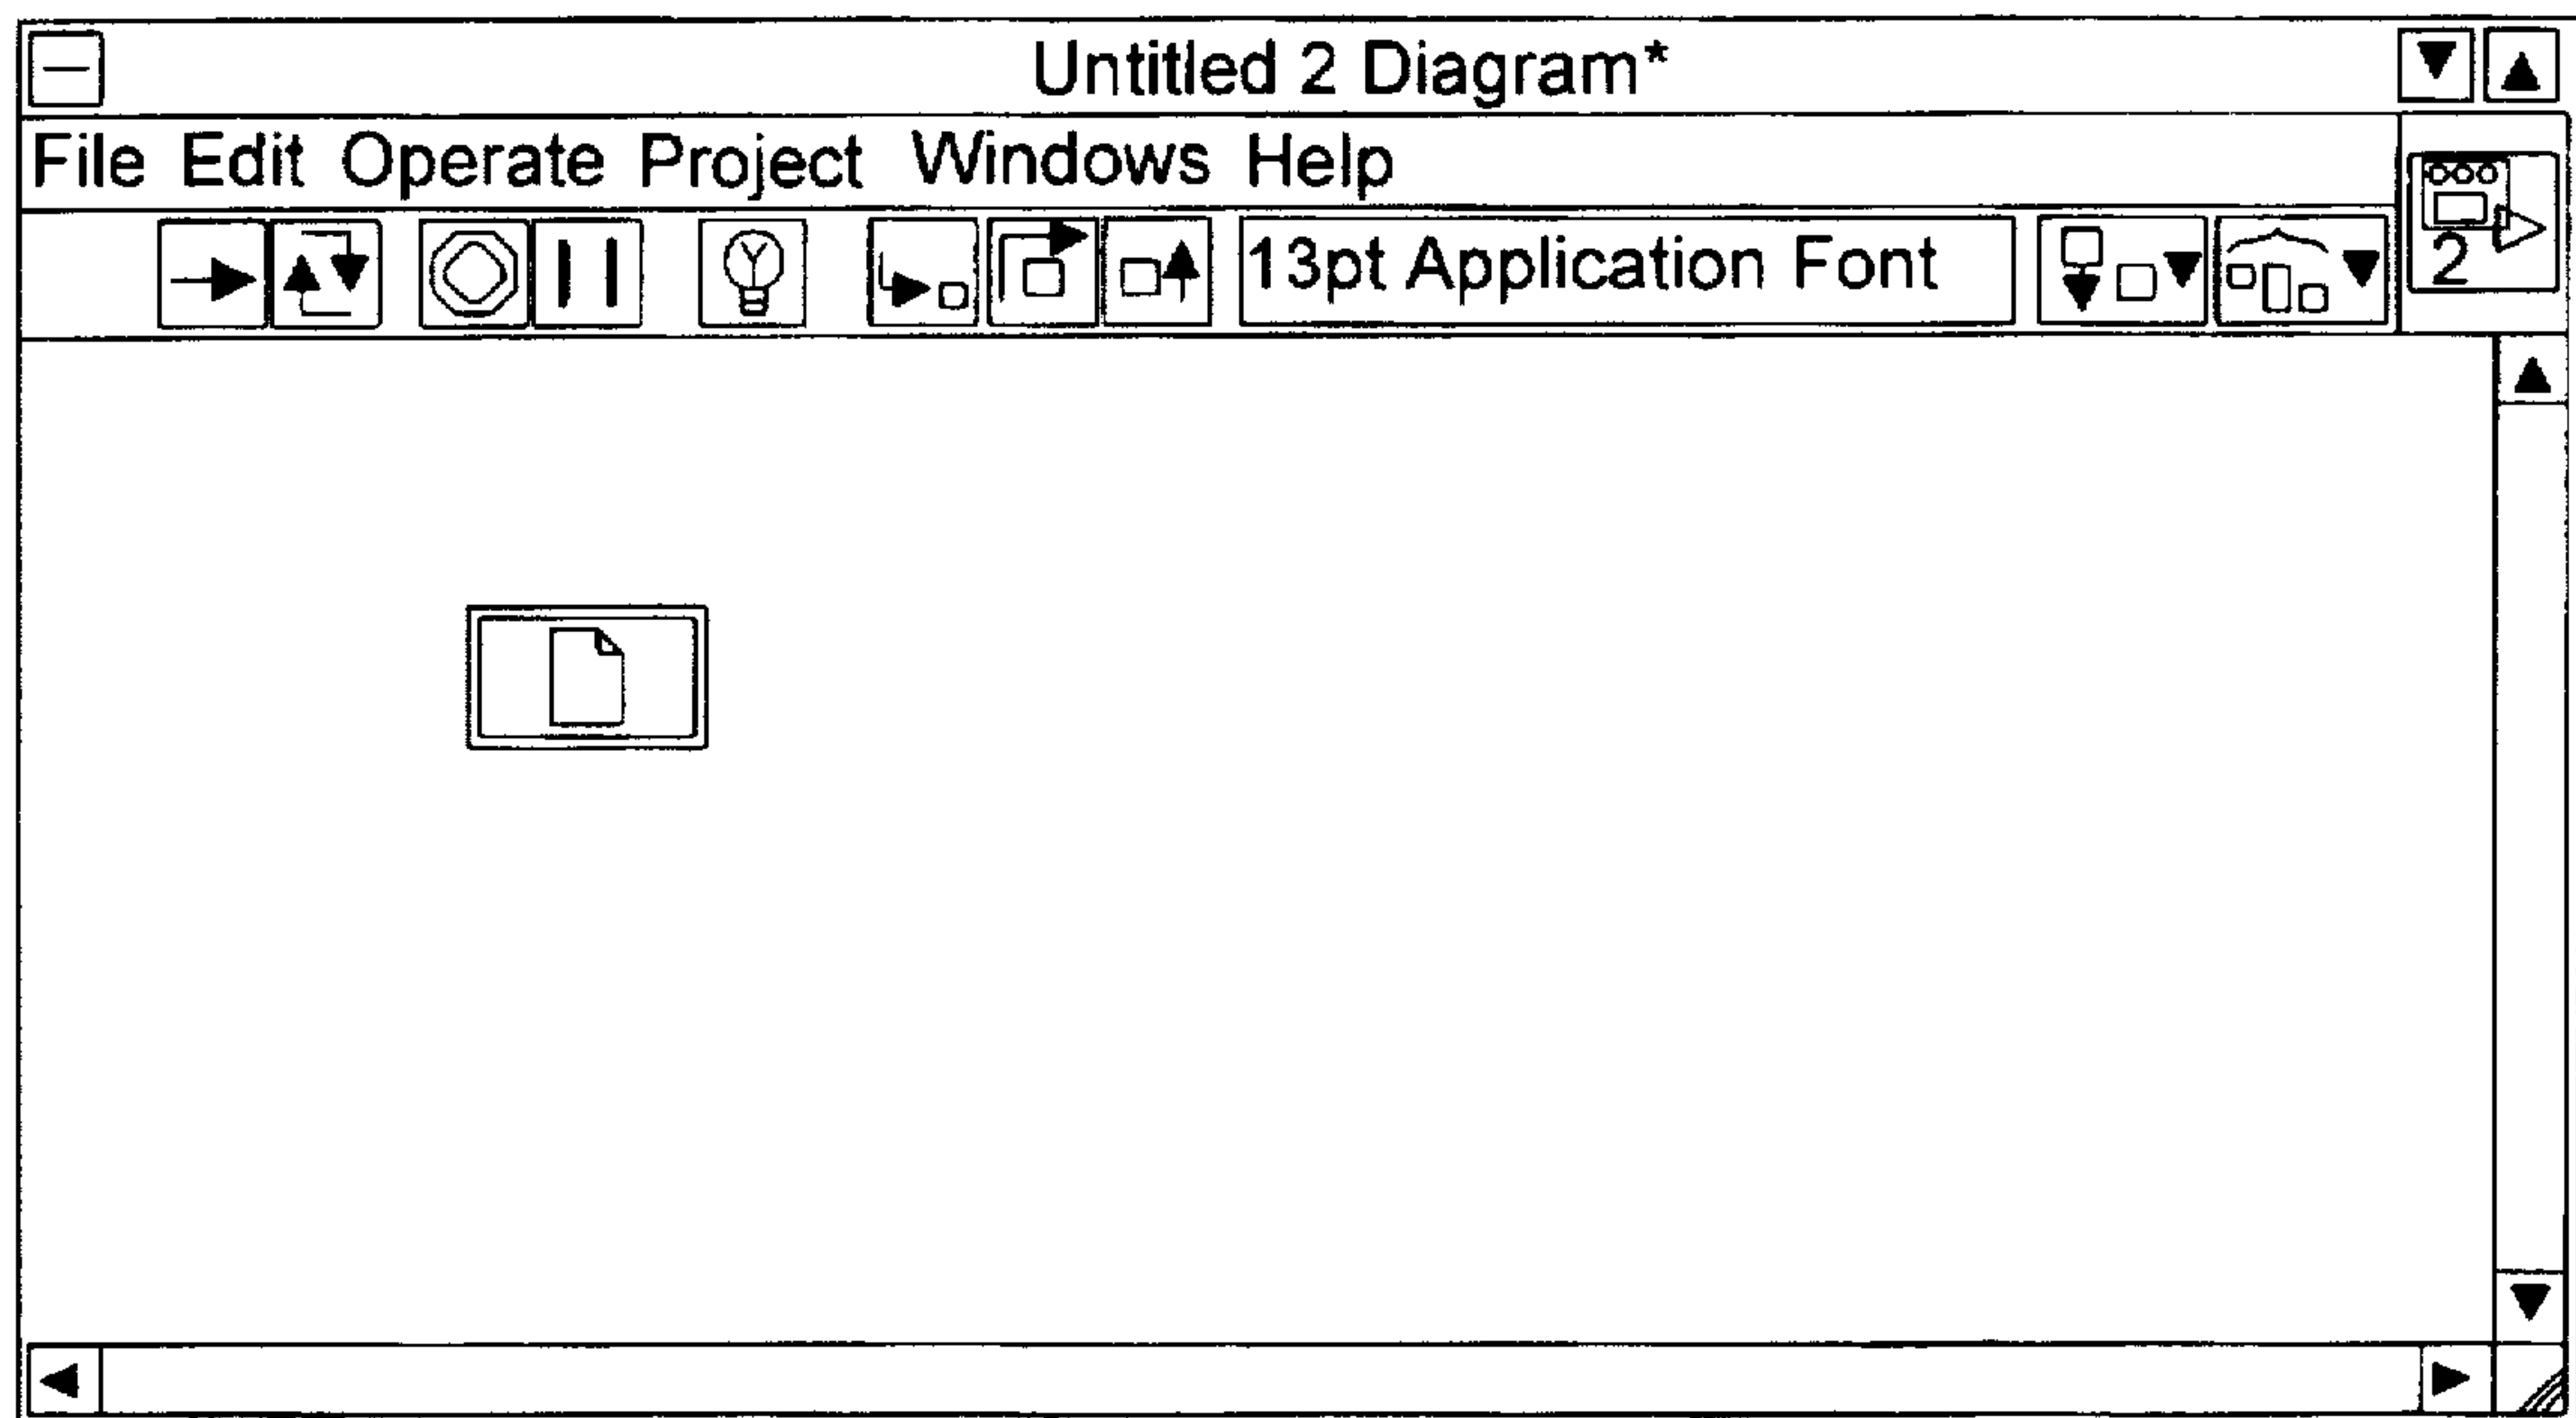 Untitled 2 Diagram*
File Edit Operate Project Windows Help
13pt Application Font
2